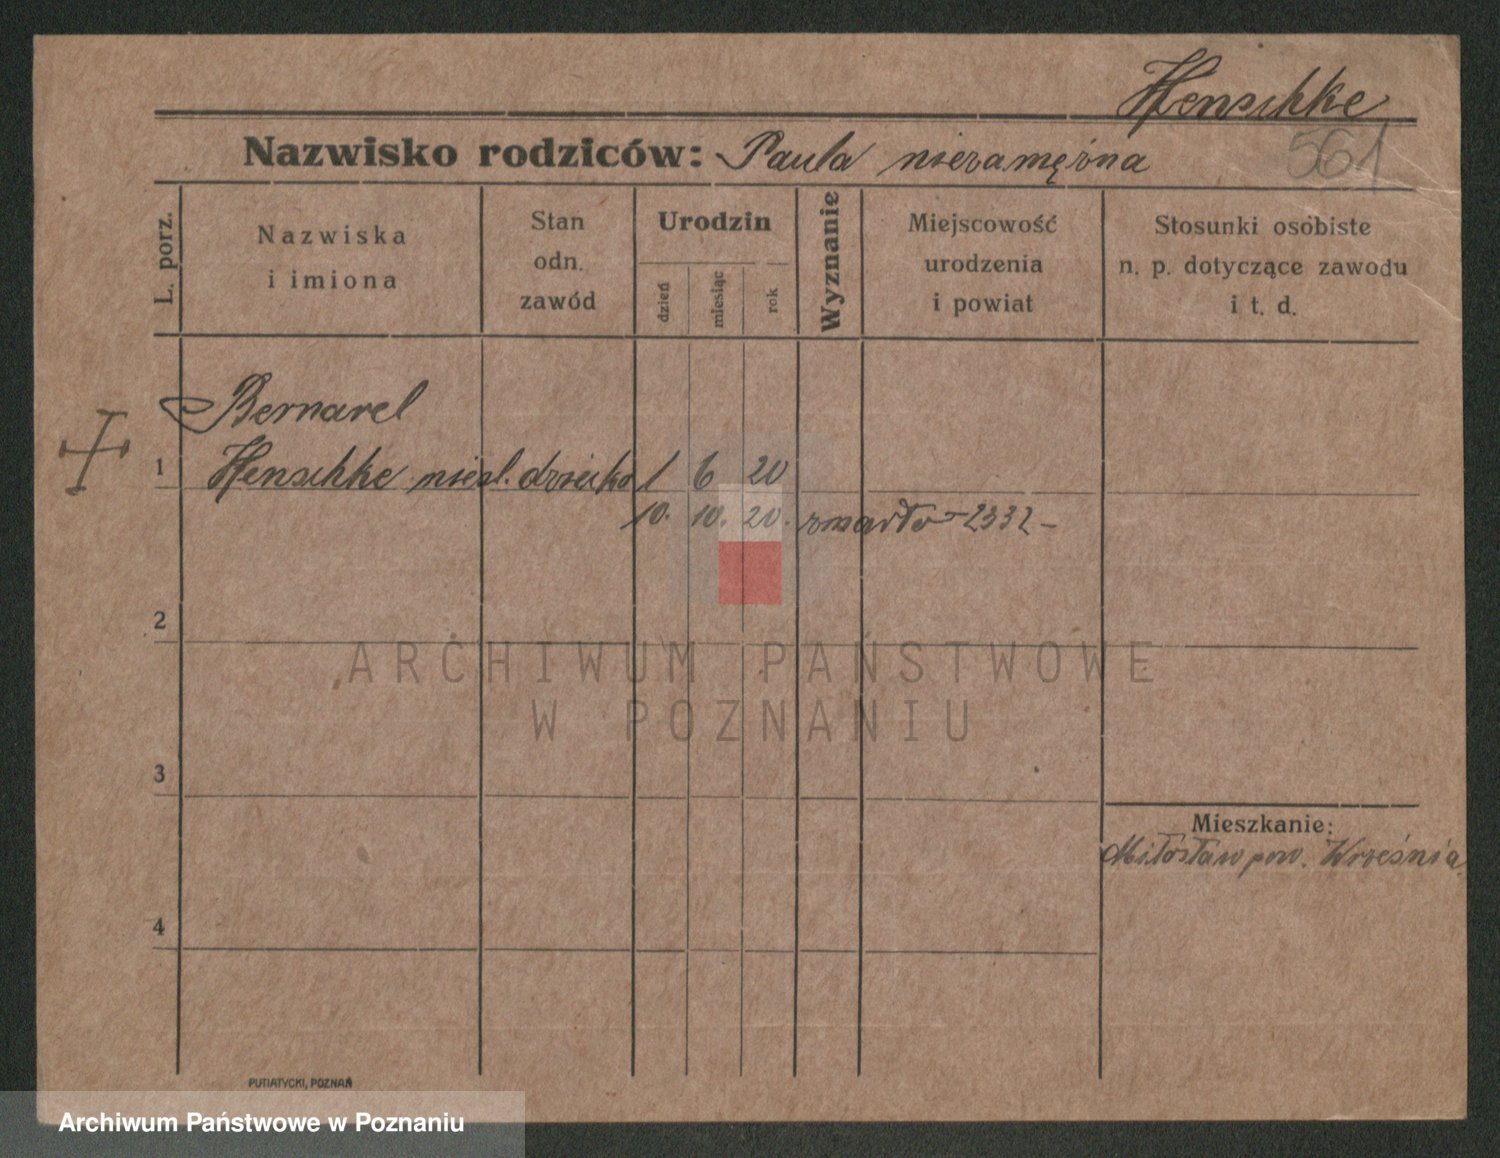 Henschke
561
Nazwisko rodziców: Paula niezamężna
L. porz.
Nazwiska
i imiona
Stan
odn.
zawód
Urodzin
dzień
miesiąc
rok
Wyznanie
Miejscowość
urodzenia
i powiat
Stosunki osobiste
n. p. dotyczące zawodu
i t. d.
Bernard
1 Henschke nieśl. dziecko 1 6 20
10. 10. 20. zmarło - 2332 -
2
3
4
Mieszkanie:
Miłosław pow. Września
ARCHIWUM PAŃSTWOWE
W POZNANIU
PUTIATYCKI, POZNAŃ
Archiwum Państwowe w Poznaniu